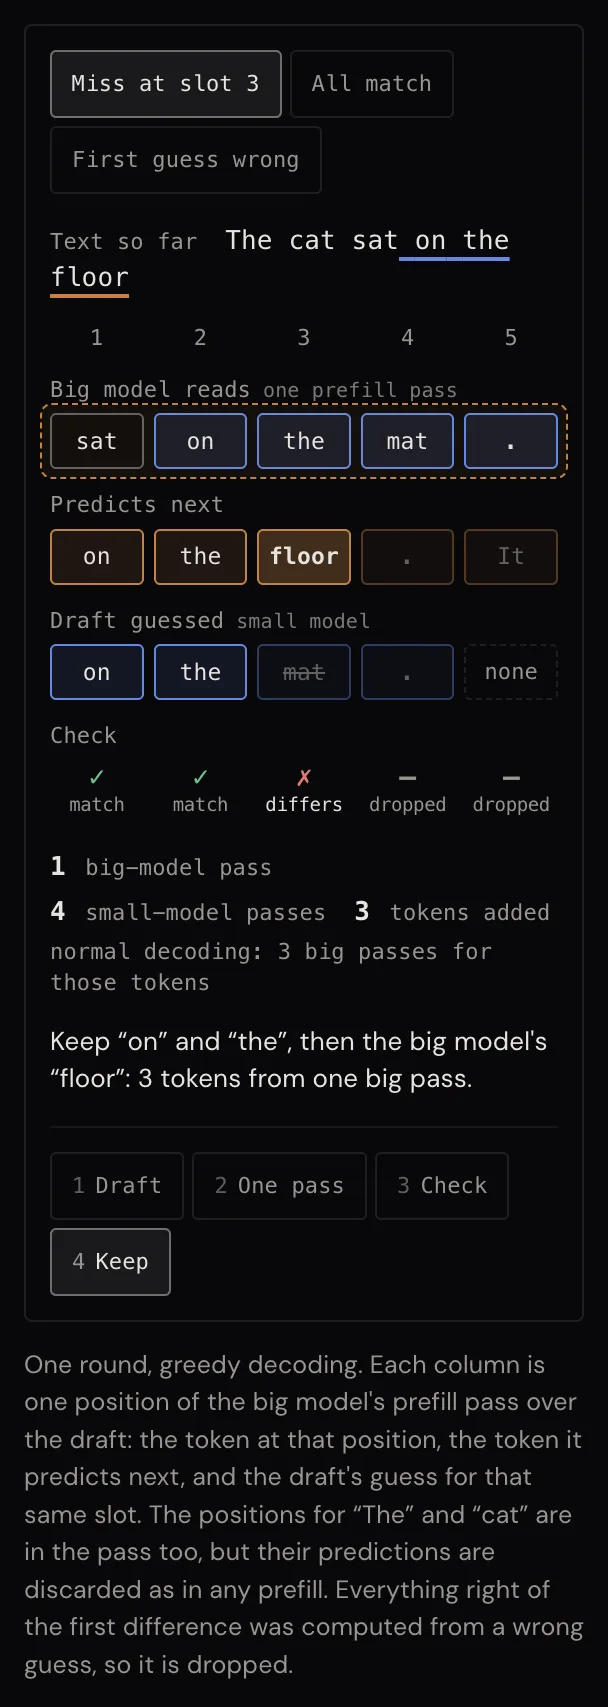 Miss at slot 3 All match
First guess wrong
Text so far The cat sat on the
floor
1 2 3 4 5
Big model reads one prefill pass
sat on the mat .
Predicts next
on the floor . It
Draft guessed small model
on the mat . none
Check
✓ ✓ ✗ — —
match match differs dropped dropped
1 big-model pass
4 small-model passes 3 tokens added
normal decoding: 3 big passes for
those tokens
Keep “on” and “the”, then the big model's
“floor”: 3 tokens from one big pass.
1 Draft 2 One pass 3 Check
4 Keep
One round, greedy decoding. Each column is
one position of the big model's prefill pass over
the draft: the token at that position, the token it
predicts next, and the draft's guess for that
same slot. The positions for “The” and “cat” are
in the pass too, but their predictions are
discarded as in any prefill. Everything right of
the first difference was computed from a wrong
guess, so it is dropped.